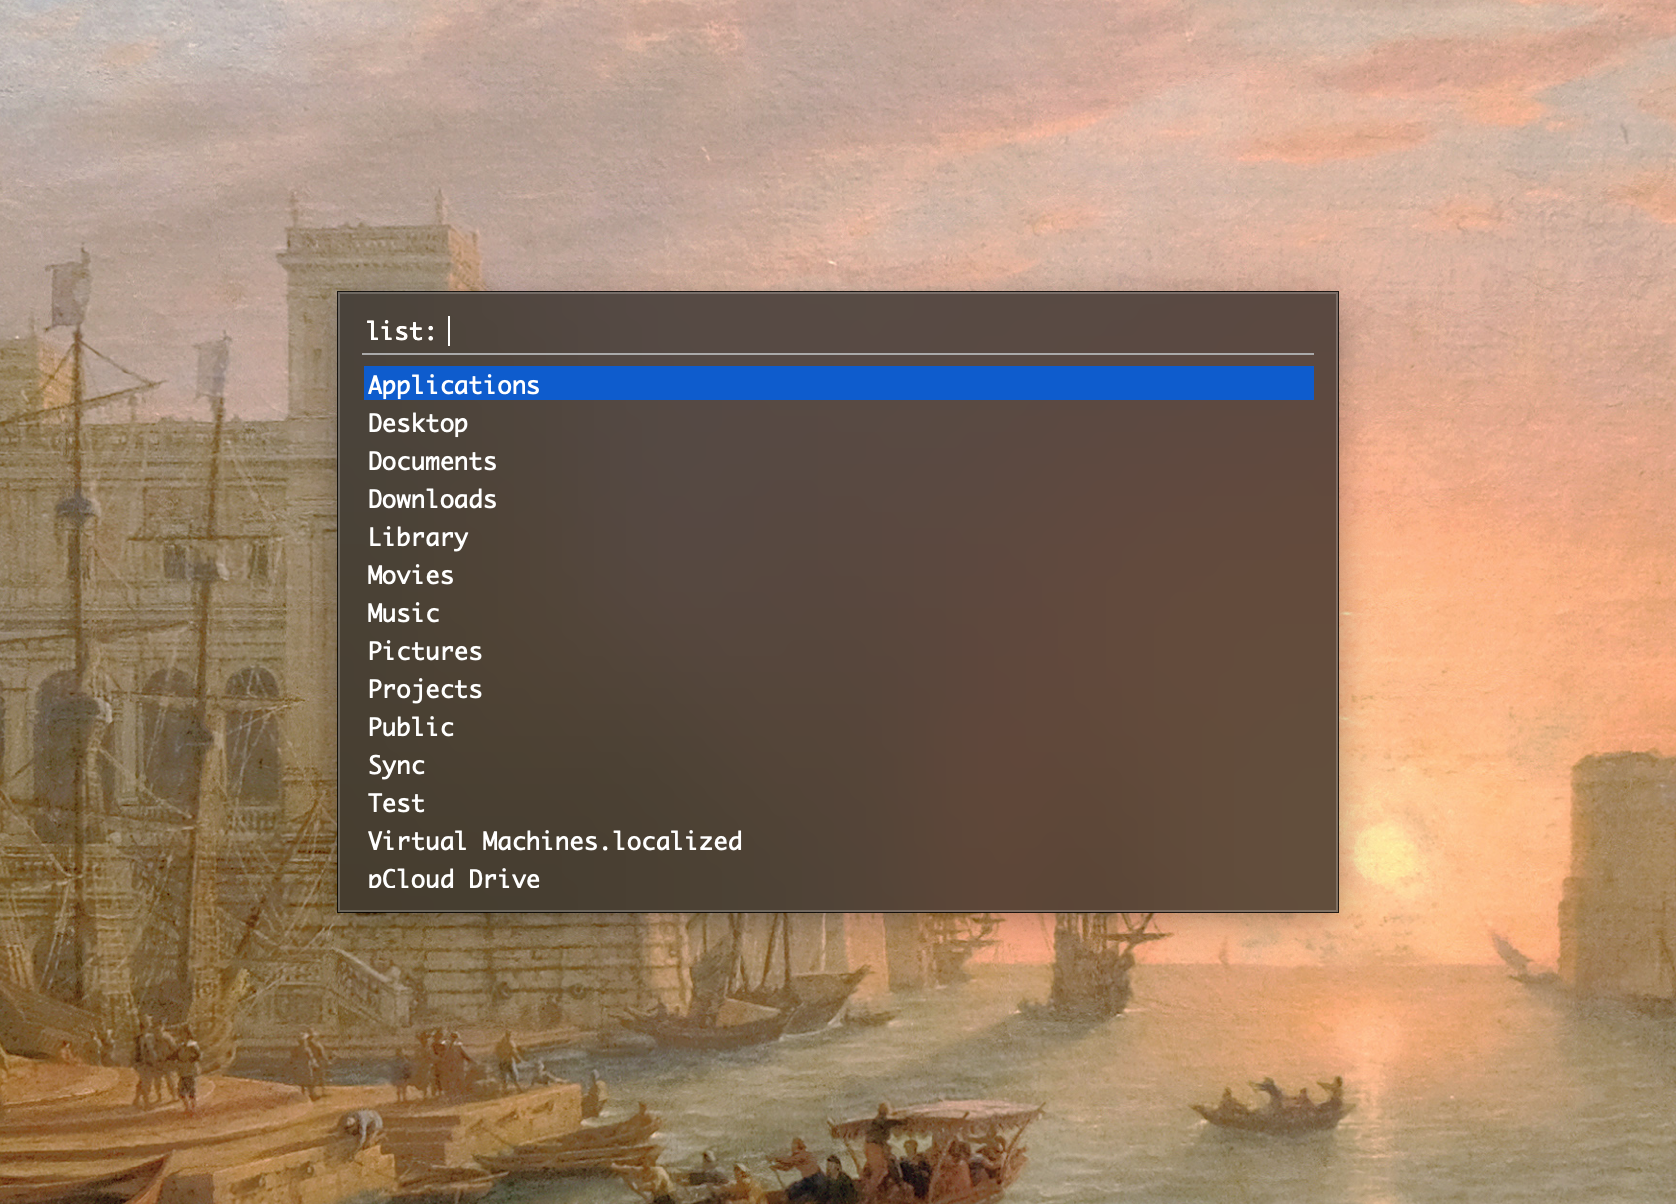 list:
Applications
Desktop
Documents
Downloads
Library
Movies
Music
Pictures
Projects
Public
Sync
Test
Virtual Machines.localized
pCloud Drive